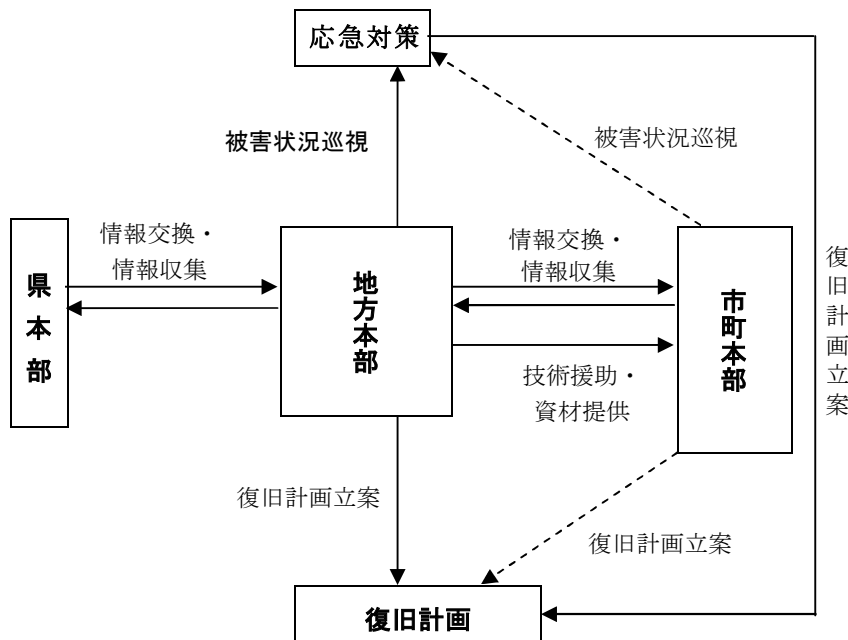 応急対策
被害状況巡視
被害状況巡視
情報交換・
情報収集
情報交換・
情報収集
県本部
地方本部
市町本部
復旧計画立案
技術援助・
資材提供
復旧計画立案
復旧計画立案
復旧計画